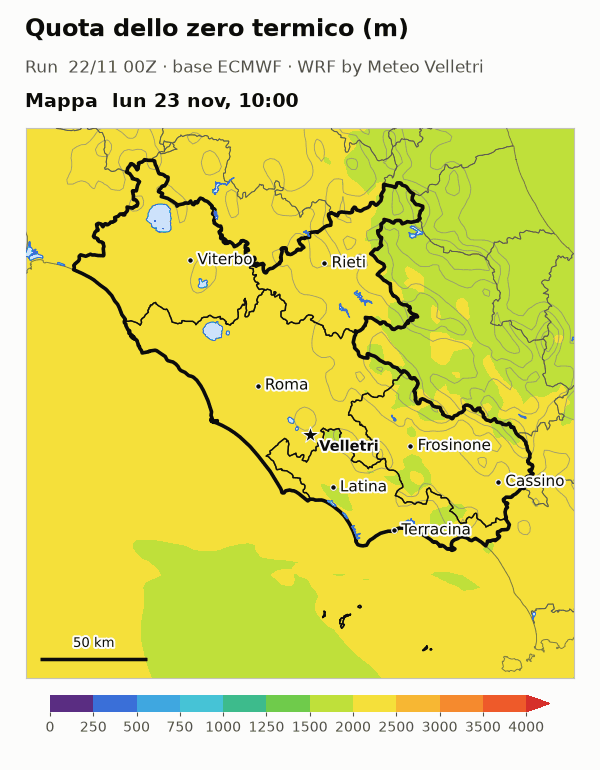 Quota dello zero termico (m)
Run  22/11 00Z · base ECMWF · WRF by Meteo Velletri
Mappa  lun 23 nov, 10:00
Viterbo
Rieti
Roma
Velletri
Frosinone
Cassino
Latina
Terracina
50 km
0 250 500 750 1000 1250 1500 2000 2500 3000 3500 4000